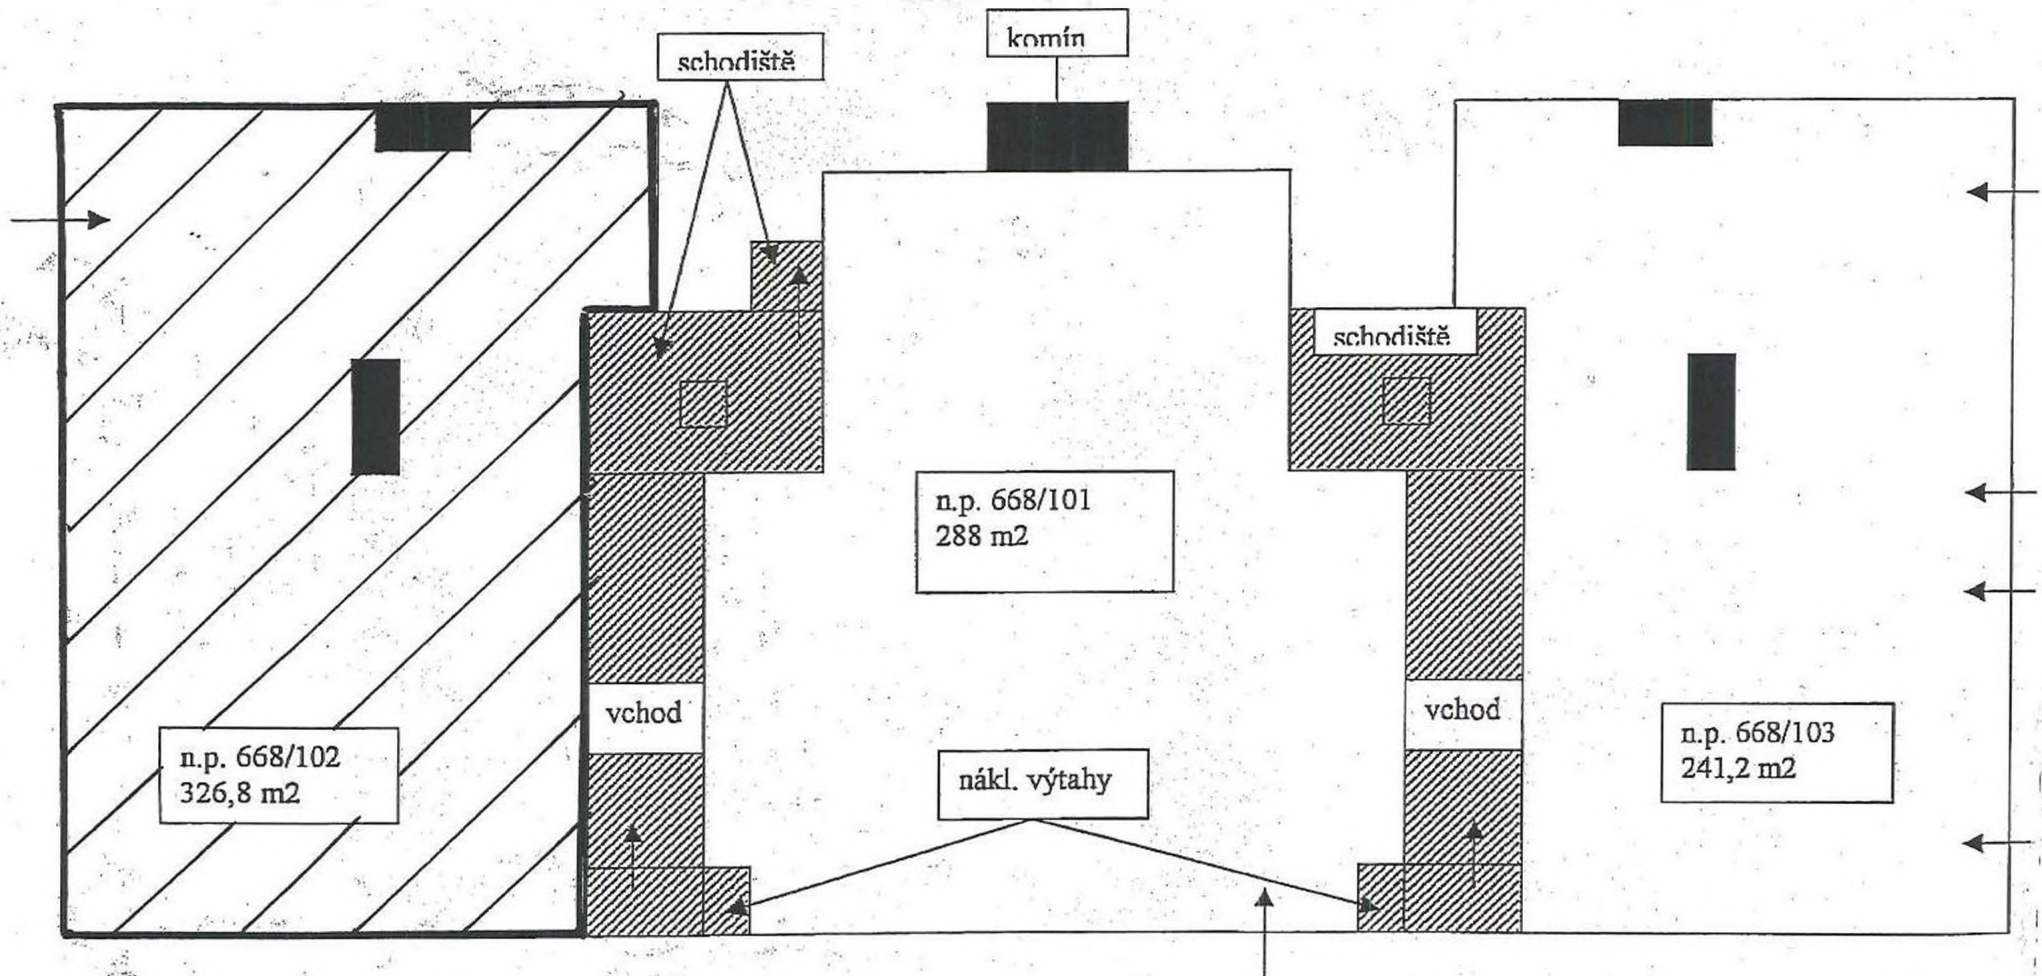 komín
schodiště
schodiště
n.p. 668/101
288 m2
vchod
vchod
n.p. 668/102
326,8 m2
nákl. výtahy
n.p. 668/103
241,2 m2